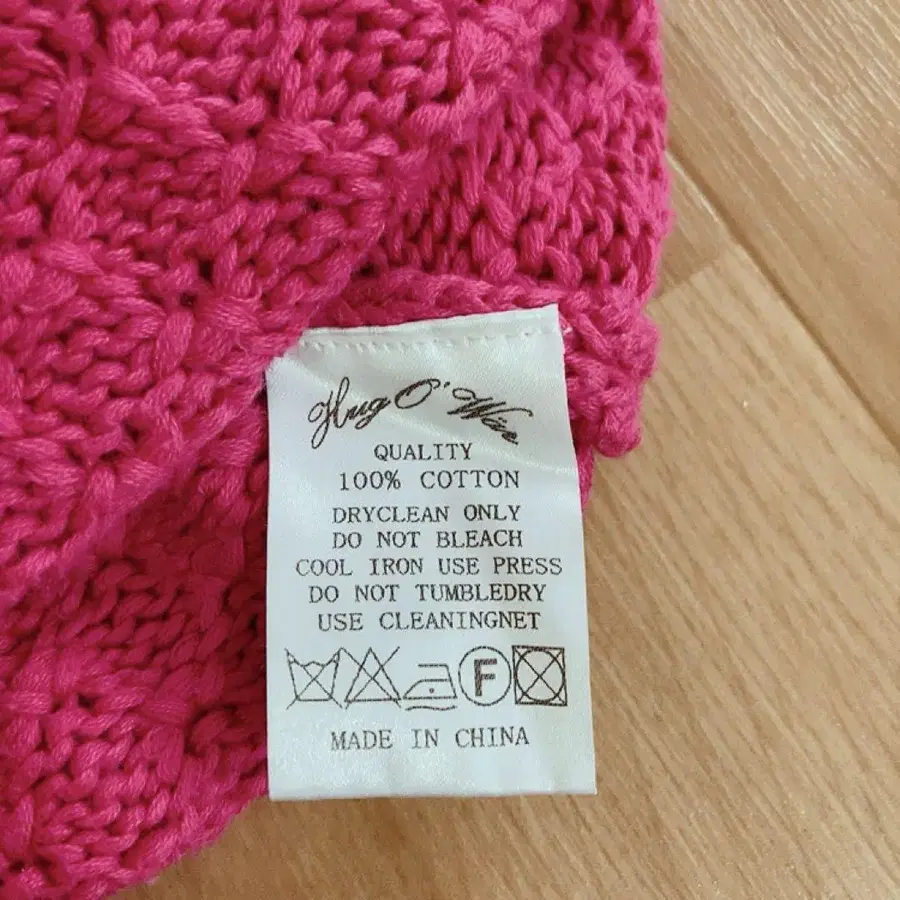 Hug O' War
QUALITY
100% COTTON
DRYCLEAN ONLY
DO NOT BLEACH
COOL IRON USE PRESS
DO NOT TUMBLEDRY
USE CLEANINGNET
F
MADE IN CHINA